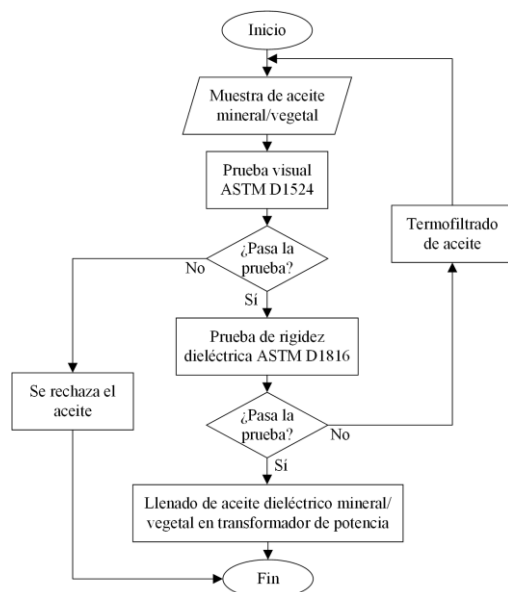 Inicio
Muestra de aceite
mineral/vegetal
Prueba visual
ASTM D1524
Termofiltrado
de aceite
¿Pasa la
prueba?
No
Sí
Prueba de rigidez
dieléctrica ASTM D1816
Se rechaza el
aceite
¿Pasa la
prueba?
No
Sí
Llenado de aceite dieléctrico mineral/
vegetal en transformador de potencia
Fin